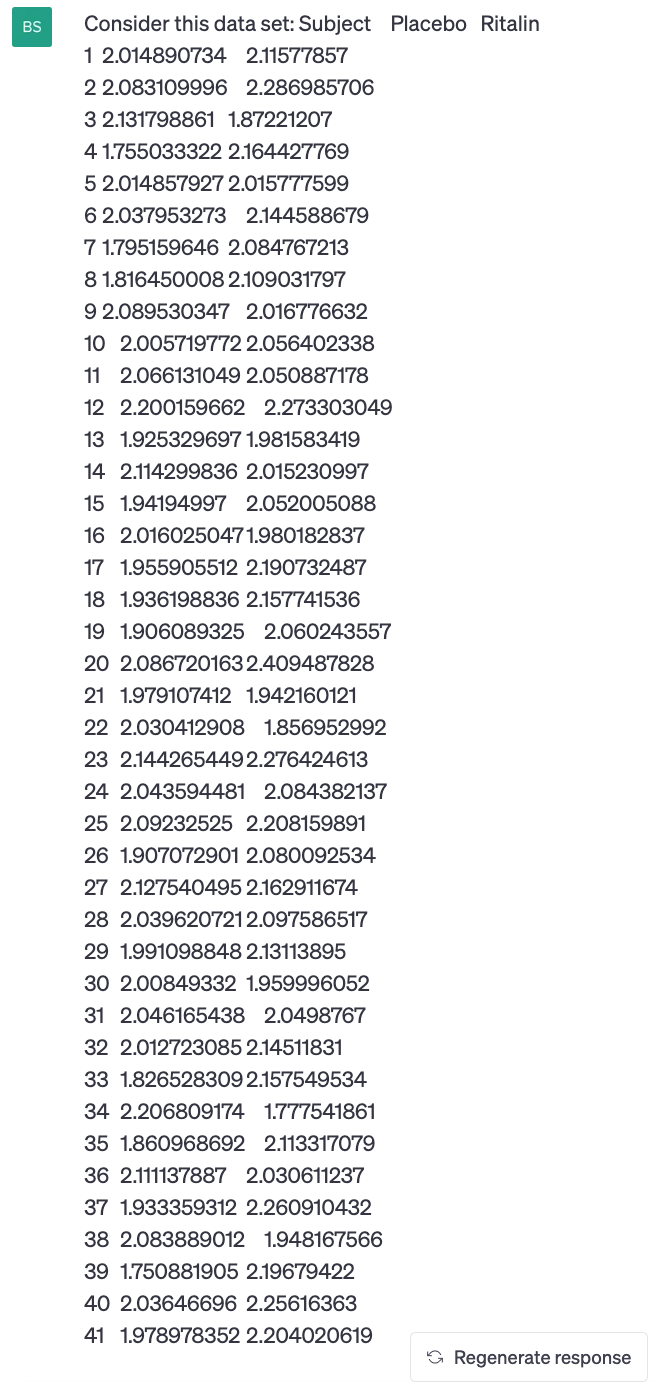 BS
Consider this data set: Subject Placebo Ritalin
1 2.014890734 2.11577857
2 2.083109996 2.286985706
3 2.131798861 1.87221207
4 1.755033322 2.164427769
5 2.014857927 2.015777599
6 2.037953273 2.144588679
7 1.795159646 2.084767213
8 1.816450008 2.109031797
9 2.089530347 2.016776632
10 2.005719772 2.056402338
11 2.066131049 2.050887178
12 2.200159662 2.273303049
13 1.925329697 1.981583419
14 2.114299836 2.015230997
15 1.94194997 2.052005088
16 2.016025047 1.980182837
17 1.955905512 2.190732487
18 1.936198836 2.157741536
19 1.906089325 2.060243557
20 2.086720163 2.409487828
21 1.979107412 1.942160121
22 2.030412908 1.856952992
23 2.144265449 2.276424613
24 2.043594481 2.084382137
25 2.09232525 2.208159891
26 1.907072901 2.080092534
27 2.127540495 2.162911674
28 2.039620721 2.097586517
29 1.991098848 2.13113895
30 2.00849332 1.959996052
31 2.046165438 2.0498767
32 2.012723085 2.14511831
33 1.826528309 2.157549534
34 2.206809174 1.777541861
35 1.860968692 2.113317079
36 2.111137887 2.030611237
37 1.933359312 2.260910432
38 2.083889012 1.948167566
39 1.750881905 2.19679422
40 2.03646696 2.25616363
41 1.978978352 2.204020619
Regenerate response